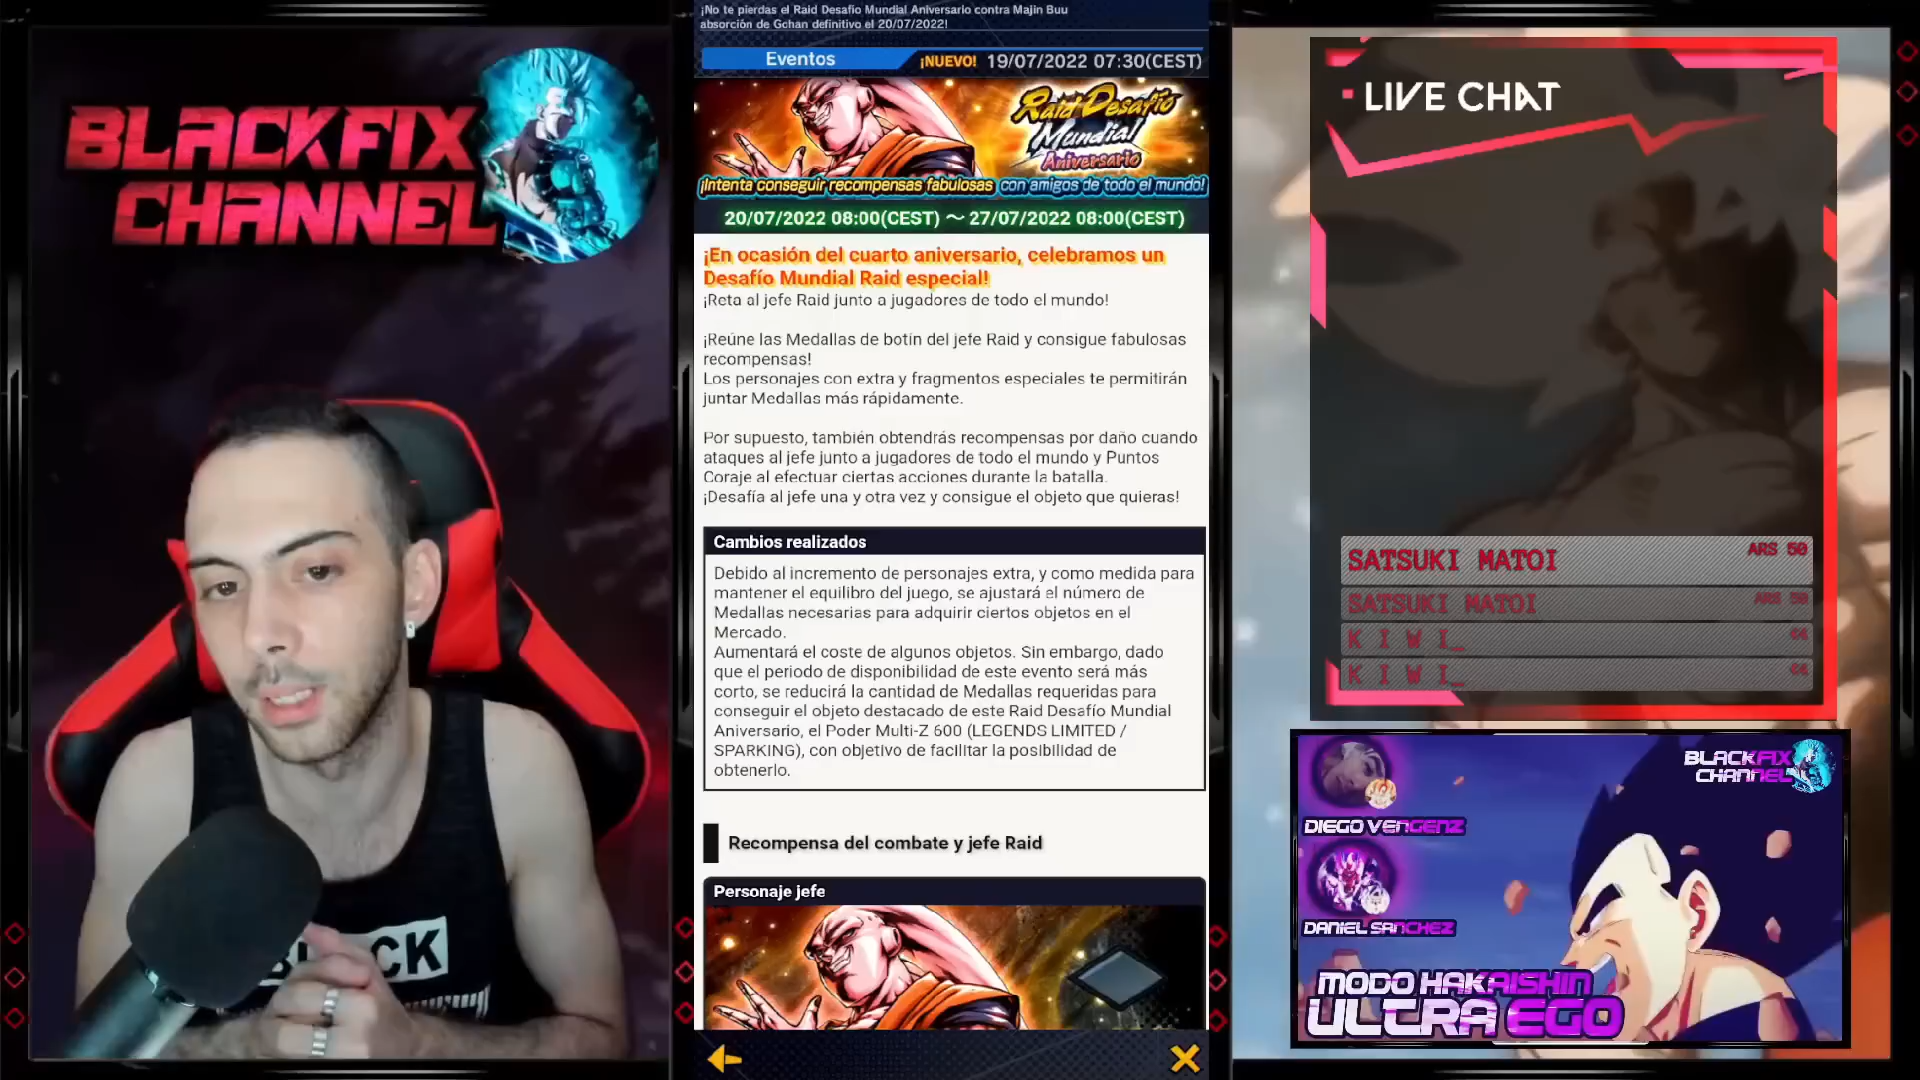 BLACKFIX
CHANNEL
¡No te pierdas el Raid Desafío Mundial Aniversario contra Majin Buu
absorción de Gohan definitivo el 20/07/2022!
Eventos
¡NUEVO! 19/07/2022 07:30(CEST)
Raid Desafío
Mundial
Aniversario
¡Intenta conseguir recompensas fabulosas con amigos de todo el mundo!
20/07/2022 08:00(CEST) ～ 27/07/2022 08:00(CEST)
¡En ocasión del cuarto aniversario, celebramos un
Desafío Mundial Raid especial!
¡Reta al jefe Raid junto a jugadores de todo el mundo!
¡Reúne las Medallas de botín del jefe Raid y consigue fabulosas
recompensas!
Los personajes con extra y fragmentos especiales te permitirán
juntar Medallas más rápidamente.
Por supuesto, también obtendrás recompensas por daño cuando
ataques al jefe junto a jugadores de todo el mundo y Puntos
Coraje al efectuar ciertas acciones durante la batalla.
¡Desafía al jefe una y otra vez y consigue el objeto que quieras!
Cambios realizados
Debido al incremento de personajes extra, y como medida para
mantener el equilibro del juego, se ajustará el número de
Medallas necesarias para adquirir ciertos objetos en el
Mercado.
Aumentará el coste de algunos objetos. Sin embargo, dado
que el periodo de disponibilidad de este evento será más
corto, se reducirá la cantidad de Medallas requeridas para
conseguir el objeto destacado de este Raid Desafío Mundial
Aniversario, el Poder Multi-Z 600 (LEGENDS LIMITED /
SPARKING), con objetivo de facilitar la posibilidad de
obtenerlo.
Recompensa del combate y jefe Raid
Personaje jefe
BLACK
LIVE CHAT
SATSUKI MATOI ARS 50
SATSUKI MATOI ARS 50
K I W I_ €4
K I W I_ €4
BLACKFIX
CHANNEL
DIEGO VENGENZ
DANIEL SANCHEZ
MODO HAKAISHIN
ULTRA EGO